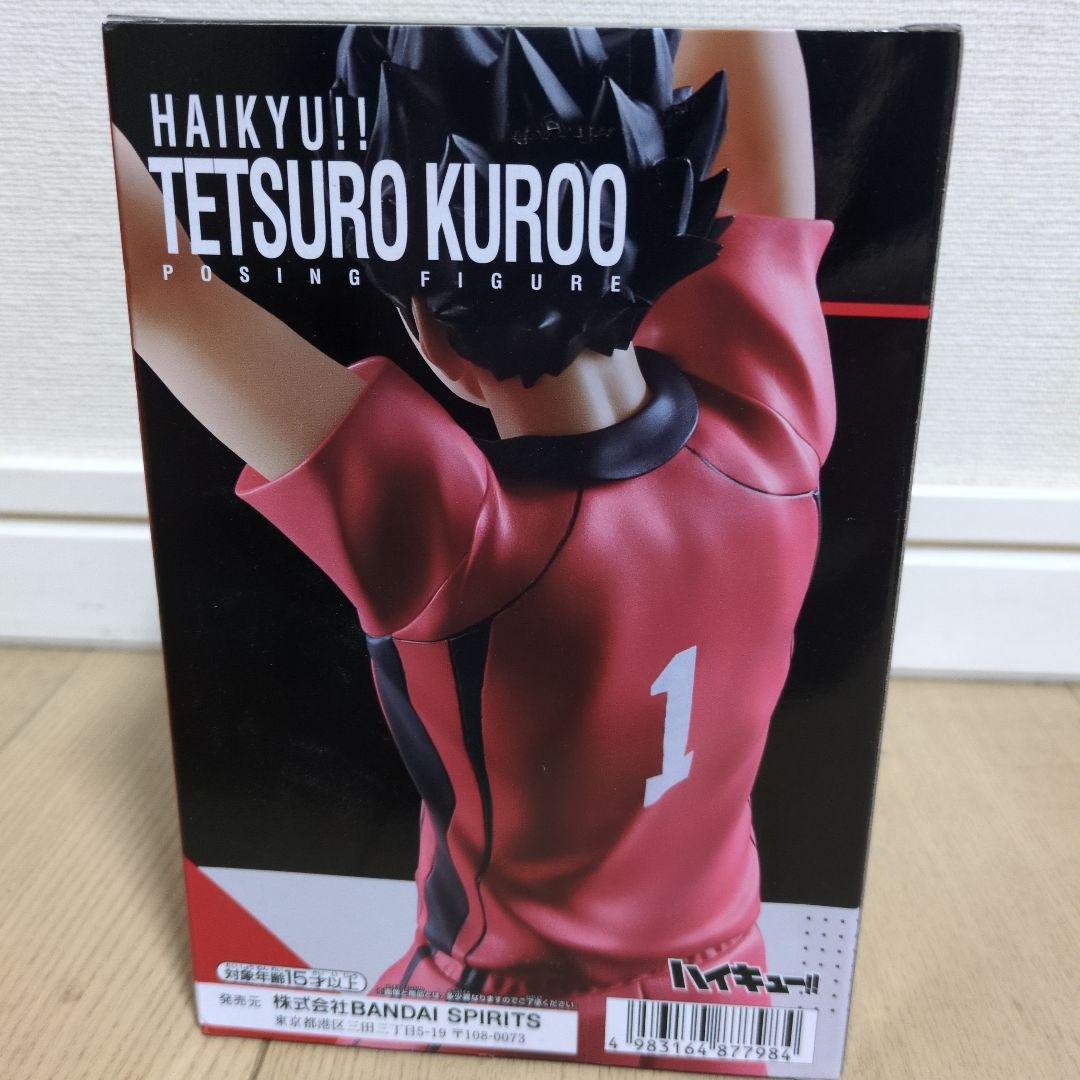 HAIKYU!!
TETSURO KUROO
POSING FIGURE
1
対象年齢15才以上
ハイキュー!!
発売元 株式会社BANDAI SPIRITS
東京都港区三田三丁目5-19 〒108-0073
4 983164 877984